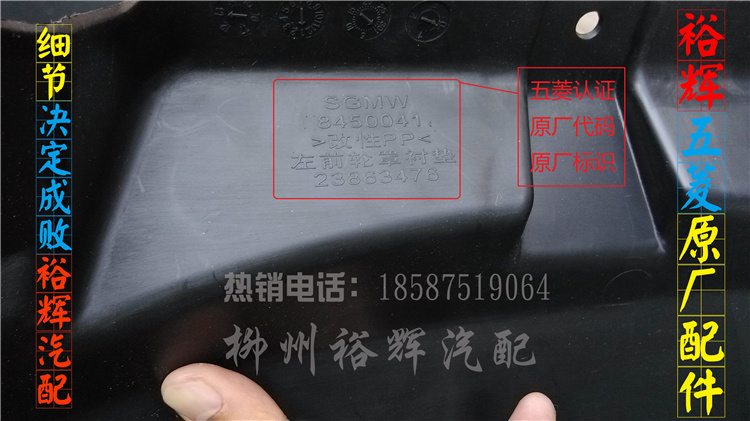 细节决定成败裕辉汽配
SGMW
8450041
>改性PP<
左前轮罩衬垫
23883476
五菱认证
原厂代码
原厂标识
裕辉五菱原厂配件
热销电话：18587519064
柳州裕辉汽配